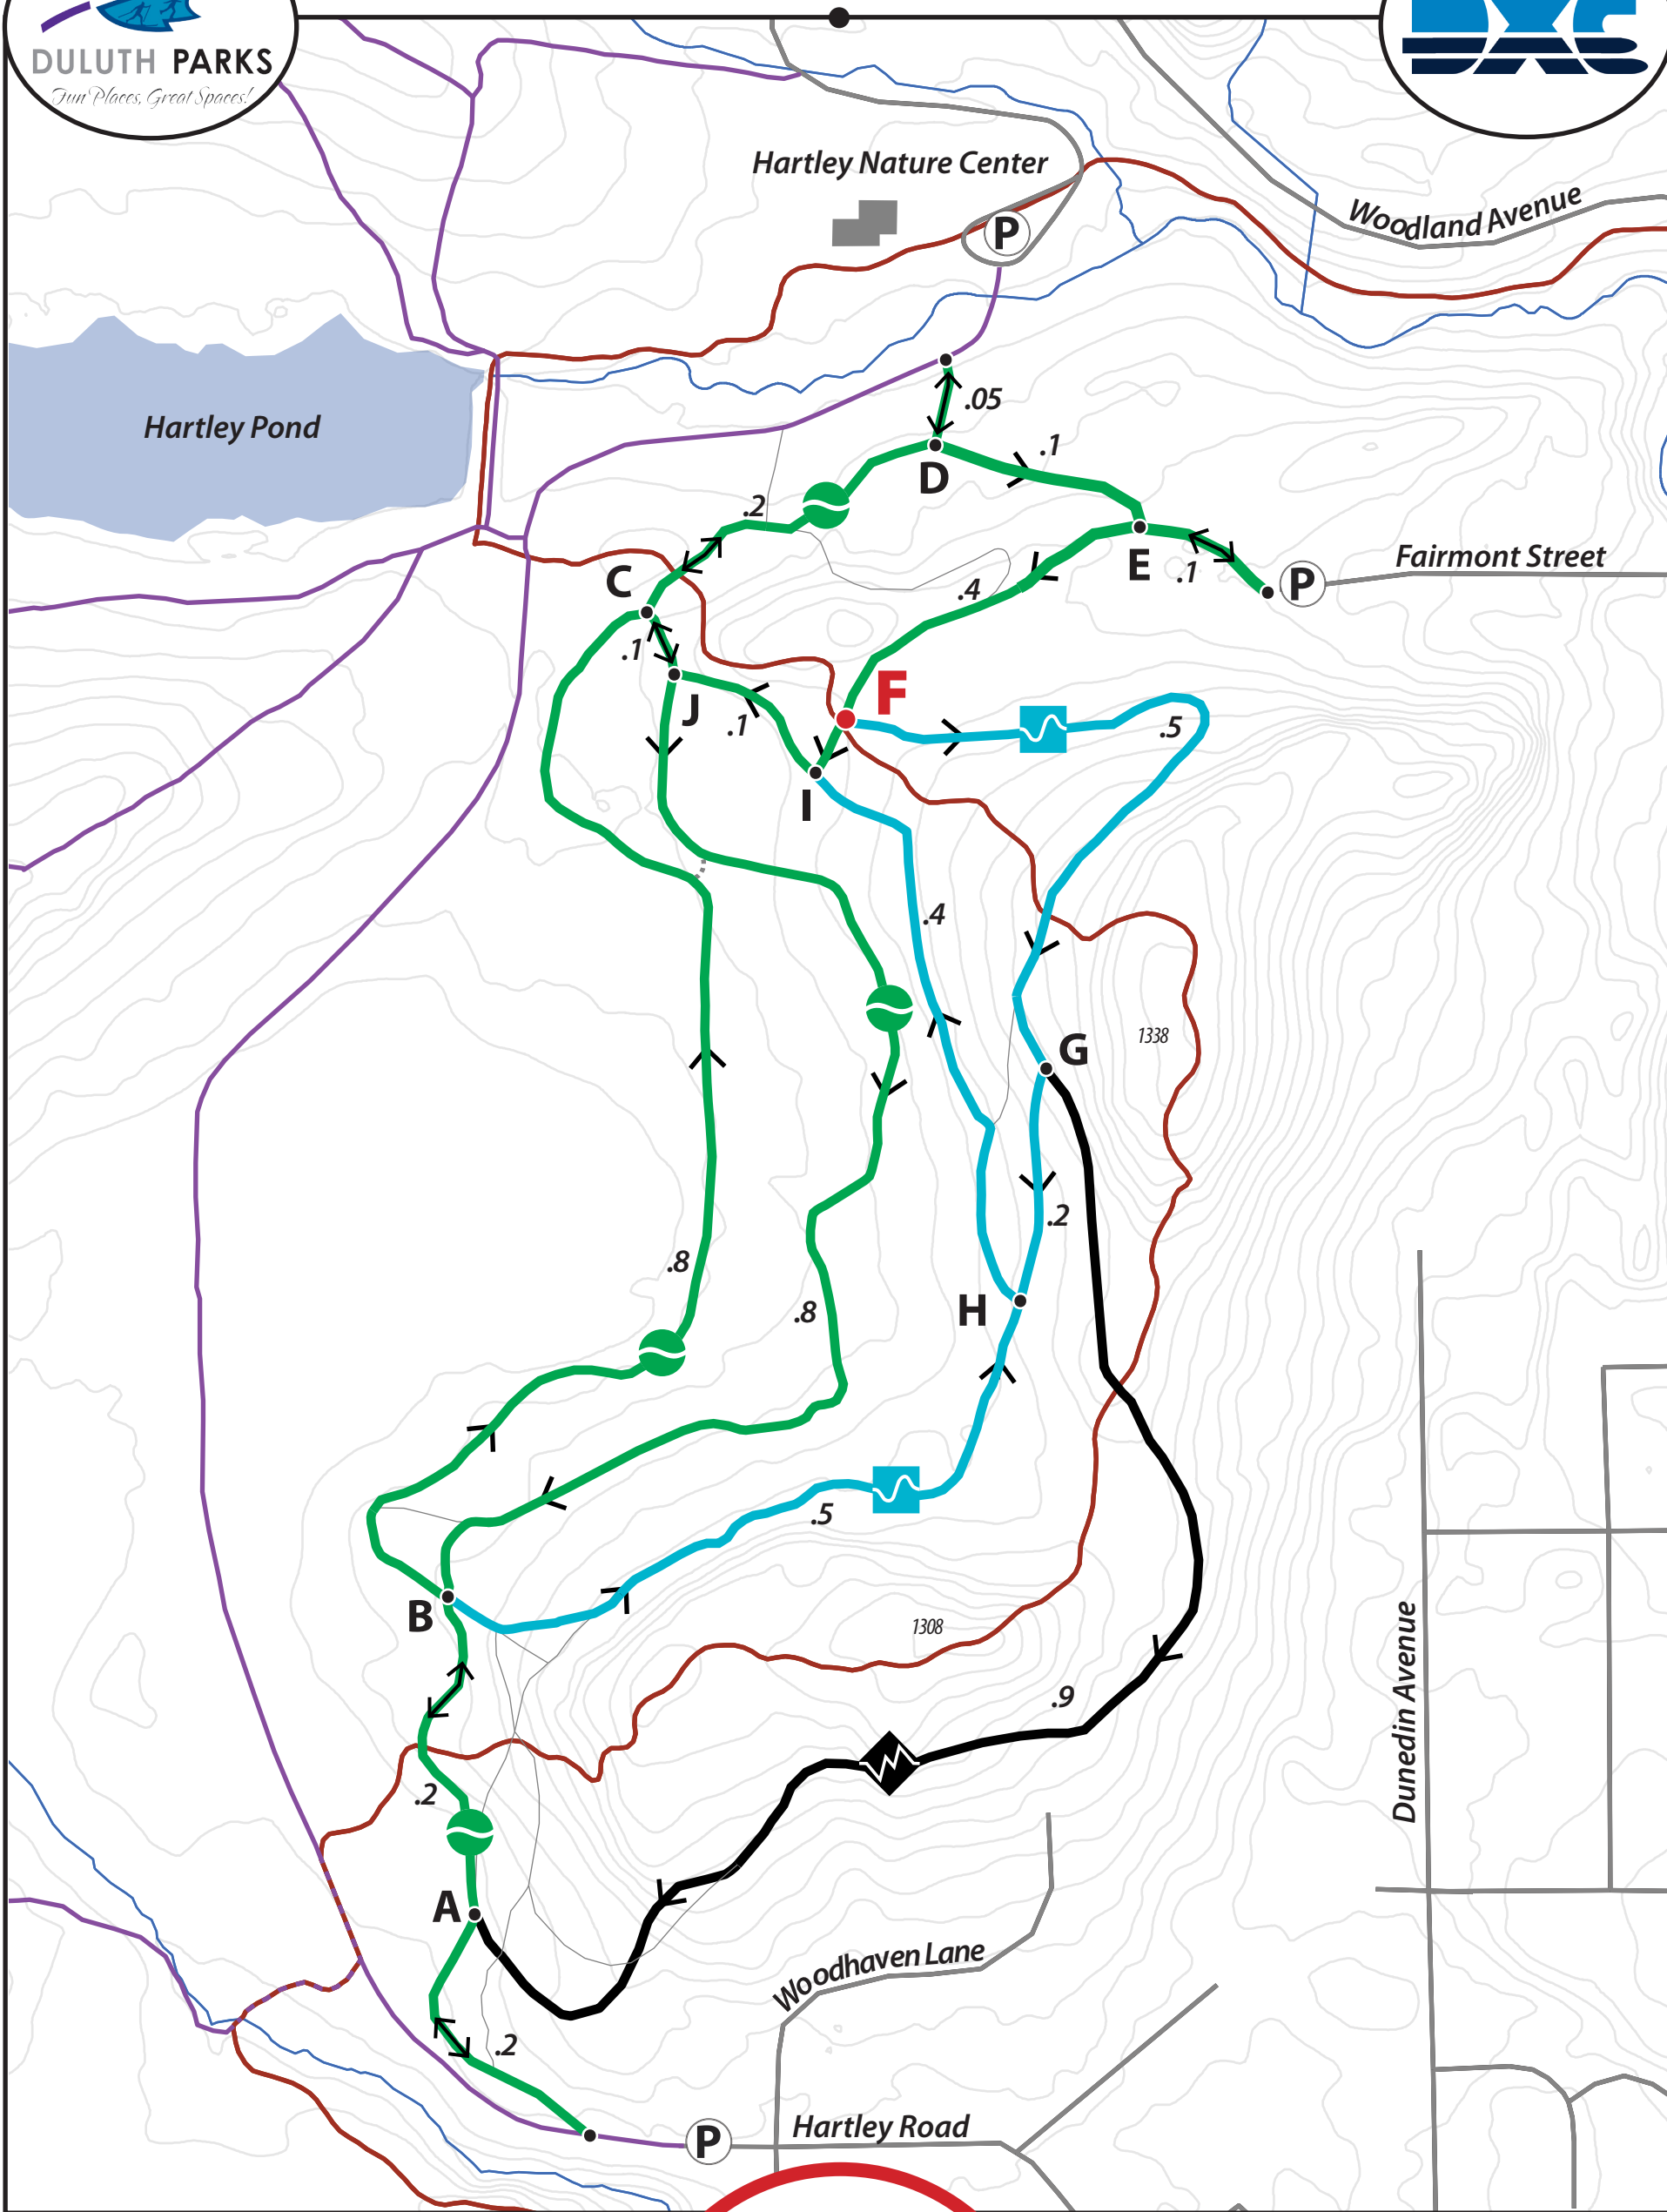 DULUTH PARKS
Fun Places, Great Spaces!
DXC
Hartley Nature Center
P
Woodland Avenue
Hartley Pond
.05
D
.1
.2
C
E
.1
P
Fairmont Street
.4
.1
J
.1
F
.5
I
.4
G
1338
.2
.8
H
.8
.5
B
1308
.9
.2
Dunedin Avenue
A
Woodhaven Lane
.2
P
Hartley Road